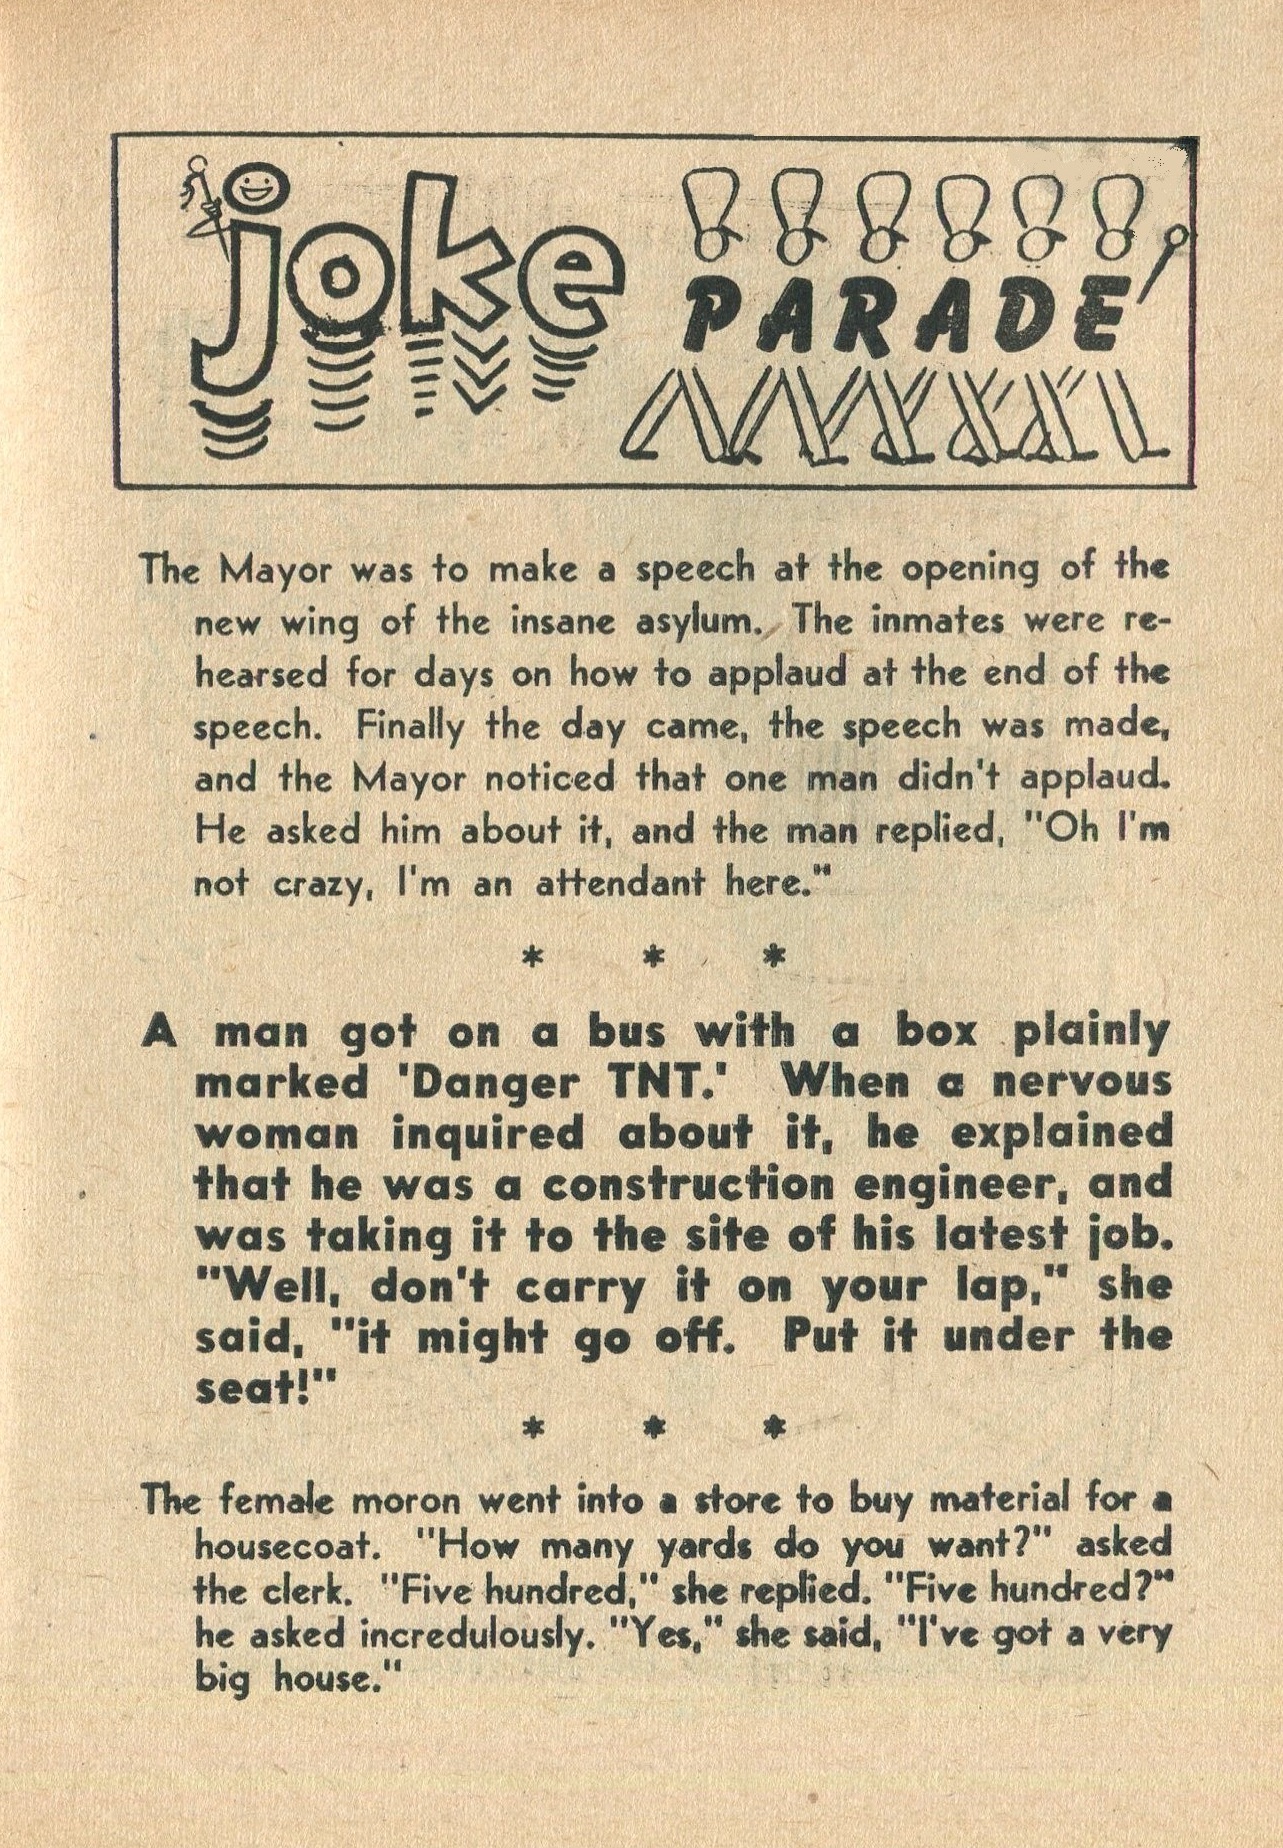 joke
PARADE
The Mayor was to make a speech at the opening of the
new wing of the insane asylum. The inmates were re-
hearsed for days on how to applaud at the end of the
speech. Finally the day came, the speech was made,
and the Mayor noticed that one man didn't applaud.
He asked him about it, and the man replied, "Oh I'm
not crazy, I'm an attendant here."
* * *
A man got on a bus with a box plainly
marked 'Danger TNT.' When a nervous
woman inquired about it, he explained
that he was a construction engineer, and
was taking it to the site of his latest job.
"Well, don't carry it on your lap," she
said, "it might go off. Put it under the
seat!"
* * *
The female moron went into a store to buy material for a
housecoat. "How many yards do you want?" asked
the clerk. "Five hundred," she replied. "Five hundred?"
he asked incredulously. "Yes," she said, "I've got a very
big house."